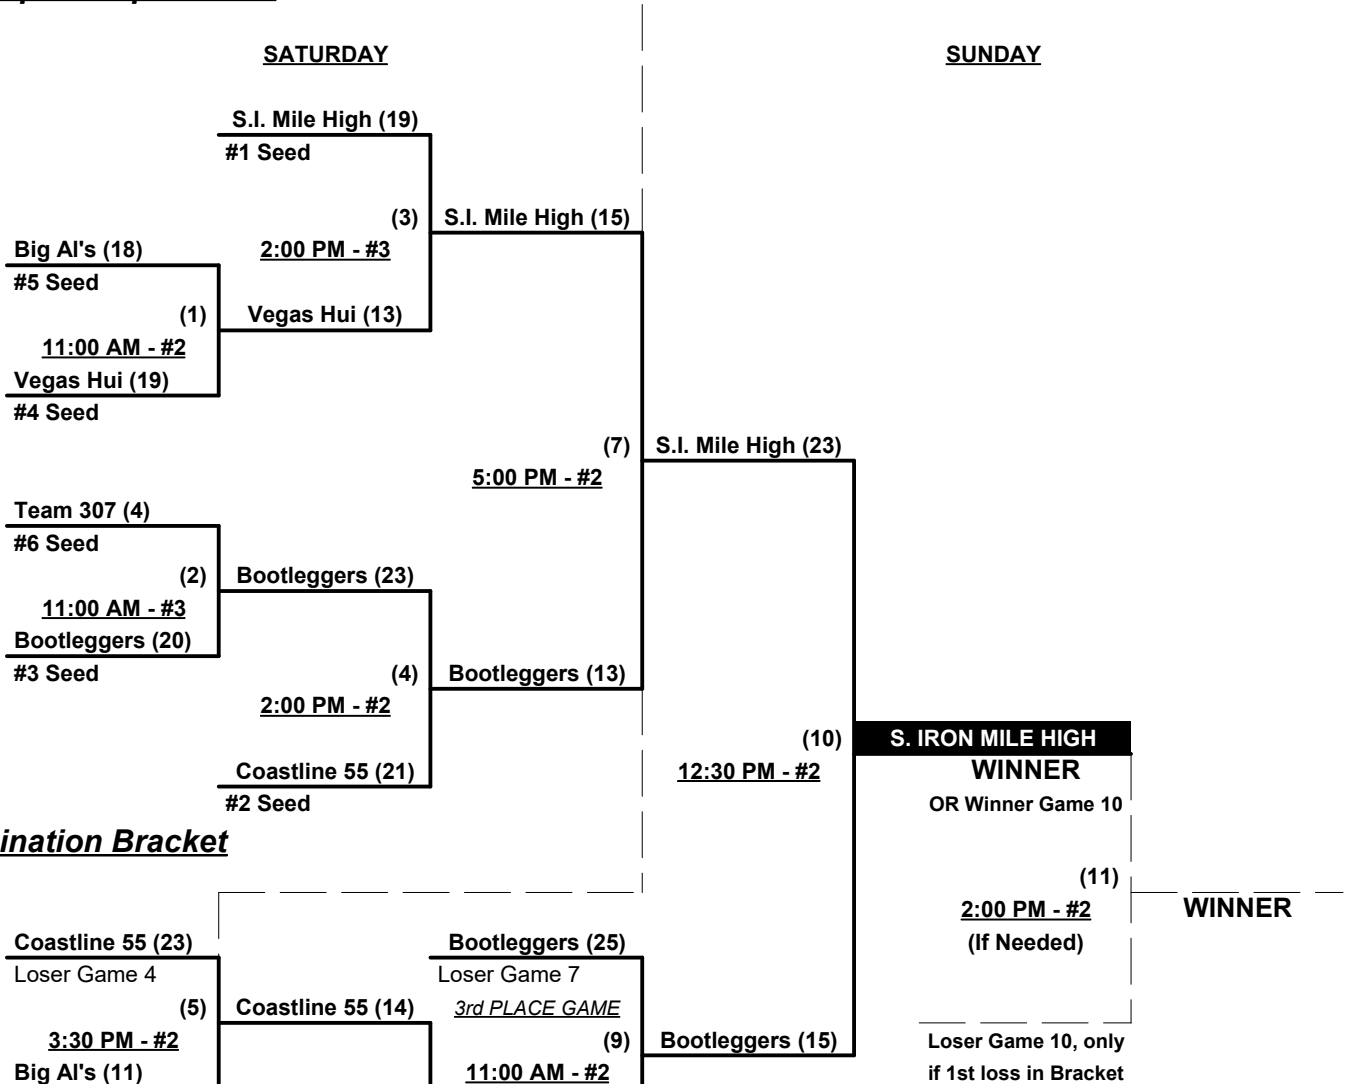 SATURDAY
SUNDAY
S.I. Mile High (19)
#1 Seed
(3)
S.I. Mile High (15)
Big Al's (18)
2:00 PM - #3
#5 Seed
(1)
Vegas Hui (13)
11:00 AM - #2
Vegas Hui (19)
#4 Seed
(7)
S.I. Mile High (23)
5:00 PM - #2
Team 307 (4)
#6 Seed
(2)
Bootleggers (23)
11:00 AM - #3
Bootleggers (20)
#3 Seed
(4)
Bootleggers (13)
2:00 PM - #2
(10)
S. IRON MILE HIGH
Coastline 55 (21)
12:30 PM - #2
WINNER
#2 Seed
OR Winner Game 10
ination Bracket
(11)
2:00 PM - #2
WINNER
(If Needed)
Coastline 55 (23)
Bootleggers (25)
Loser Game 4
Loser Game 7
(5)
Coastline 55 (14)
3rd PLACE GAME
3:30 PM - #2
(9)
Bootleggers (15)
Loser Game 10, only
Big Al's (11)
11:00 AM - #2
if 1st loss in Bracket